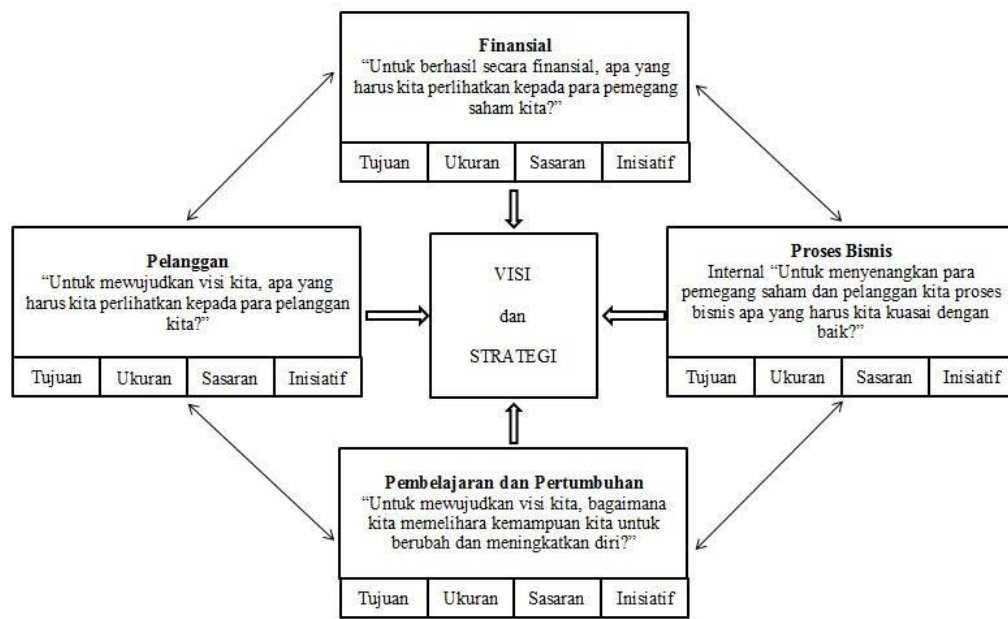 Finansial
“Untuk berhasil secara finansial, apa yang
harus kita perlihatkan kepada para pemegang
saham kita?”
Tujuan Ukuran Sasaran Inisiatif
Pelanggan
“Untuk mewujudkan visi kita, apa yang
harus kita perlihatkan kepada para pelanggan
kita?”
Tujuan Ukuran Sasaran Inisiatif
VISI
dan
STRATEGI
Proses Bisnis
Internal “Untuk menyenangkan para
pemegang saham dan pelanggan kita proses
bisnis apa yang harus kita kuasai dengan
baik?”
Tujuan Ukuran Sasaran Inisiatif
Pembelajaran dan Pertumbuhan
“Untuk mewujudkan visi kita, bagaimana
kita memelihara kemampuan kita untuk
berubah dan meningkatkan diri?”
Tujuan Ukuran Sasaran Inisiatif